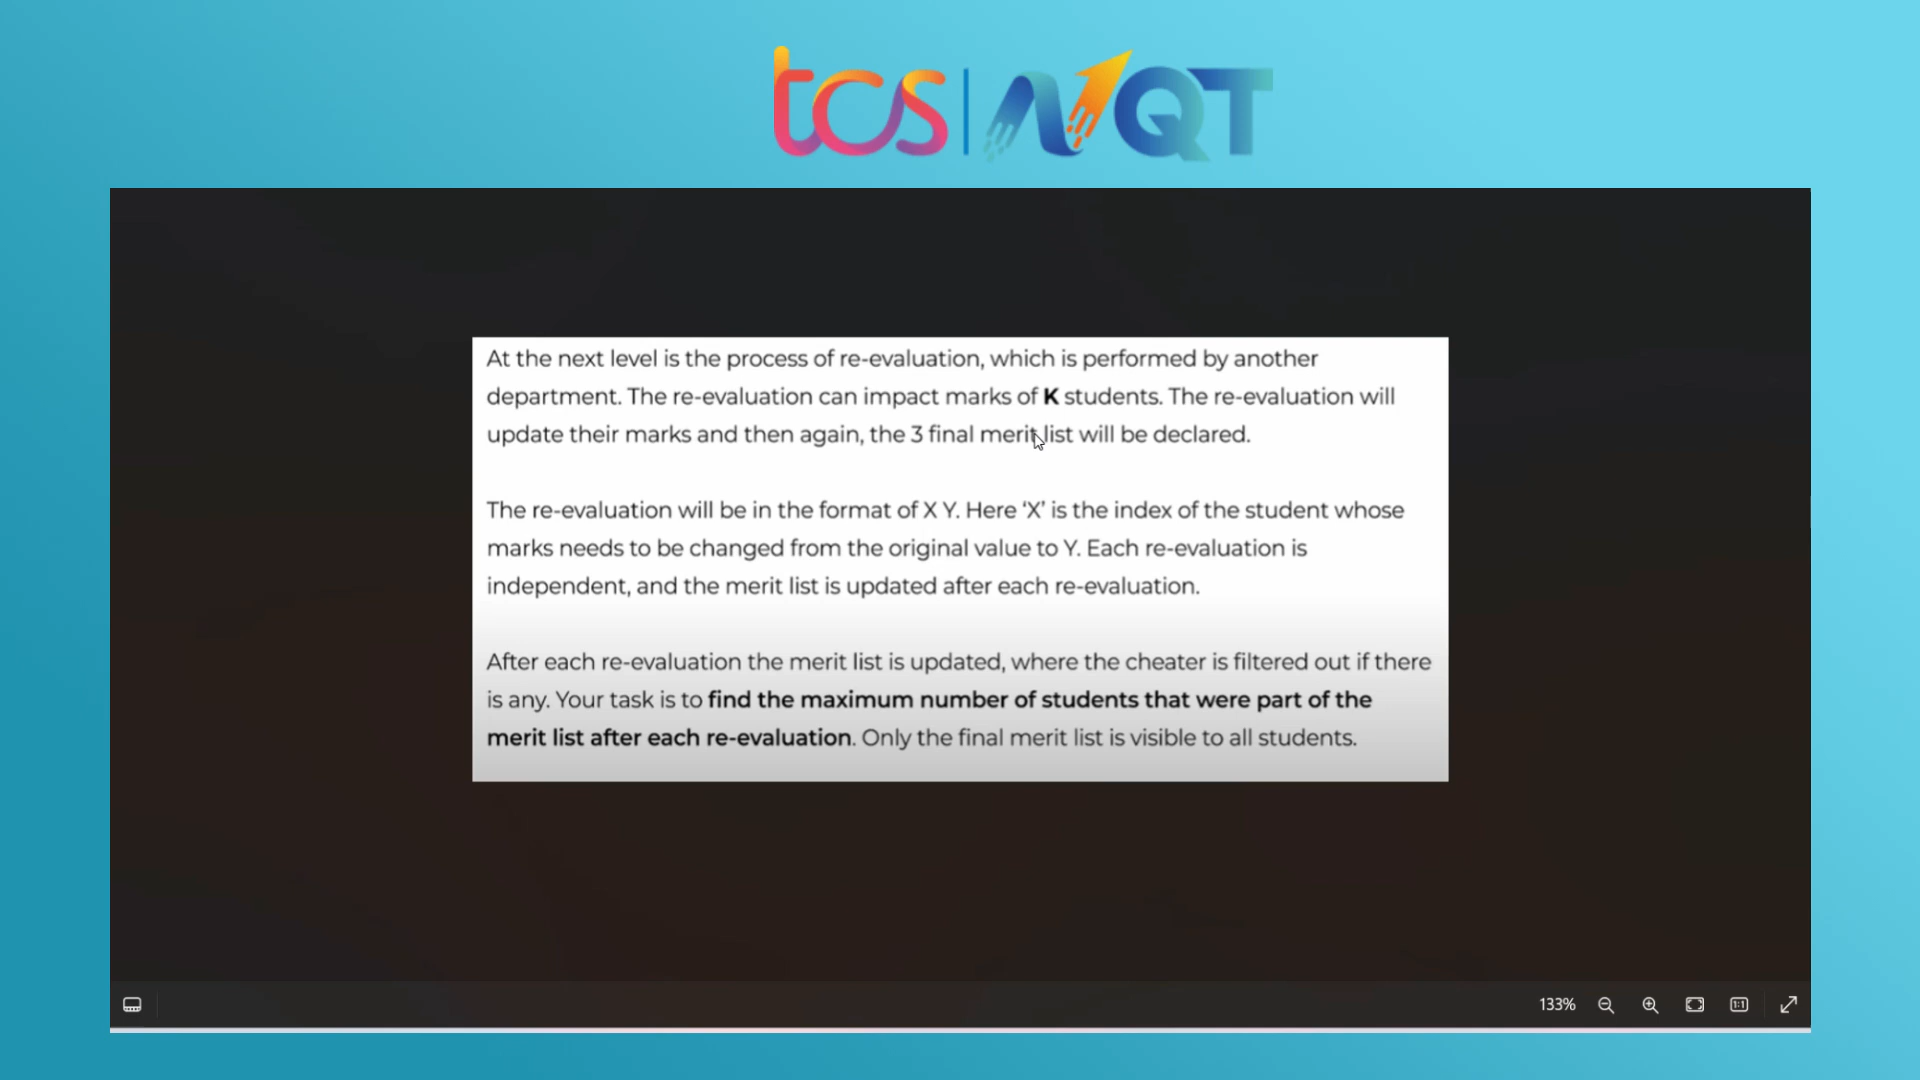 tcs | NQT
At the next level is the process of re-evaluation, which is performed by another
department. The re-evaluation can impact marks of K students. The re-evaluation will
update their marks and then again, the 3 final merit list will be declared.
The re-evaluation will be in the format of X Y. Here ‘X’ is the index of the student whose
marks needs to be changed from the original value to Y. Each re-evaluation is
independent, and the merit list is updated after each re-evaluation.
After each re-evaluation the merit list is updated, where the cheater is filtered out if there
is any. Your task is to find the maximum number of students that were part of the
merit list after each re-evaluation. Only the final merit list is visible to all students.
133%
1:1